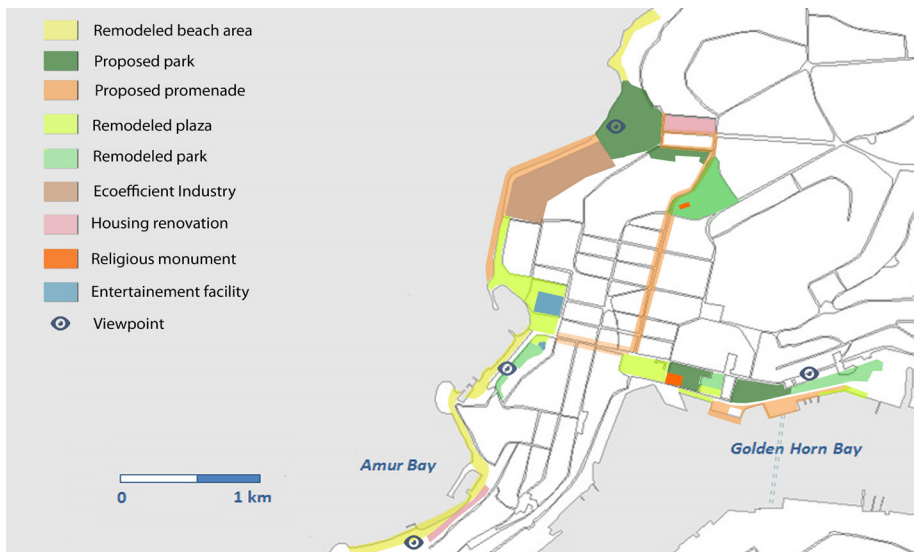 Remodeled beach area
Proposed park
Proposed promenade
Remodeled plaza
Remodeled park
Ecoefficient Industry
Housing renovation
Religious monument
Entertainement facility
Viewpoint
Amur Bay
Golden Horn Bay
0 1 km